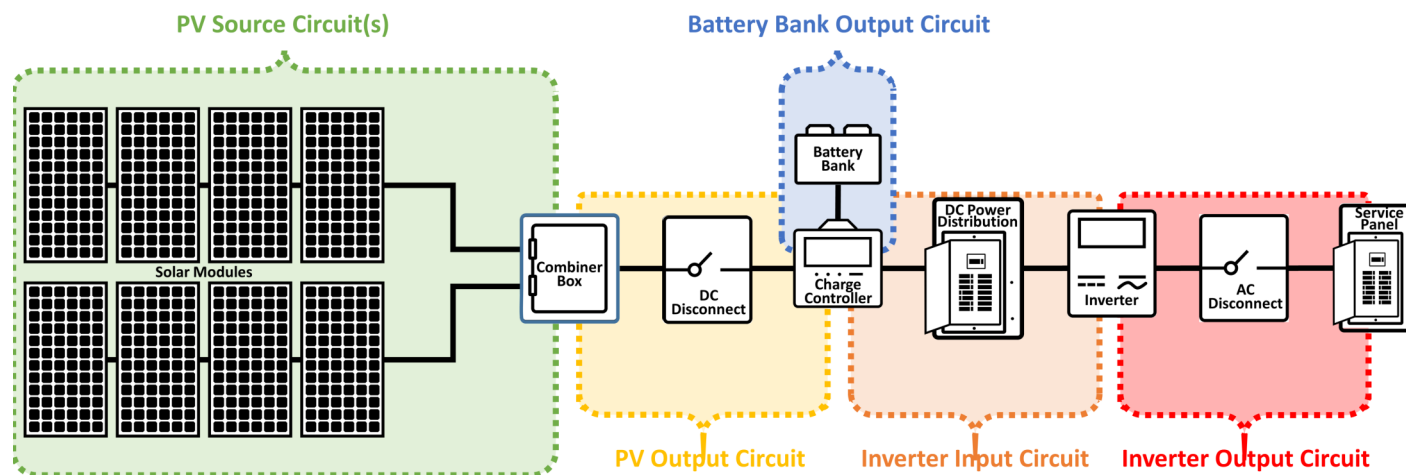 PV Source Circuit(s)
Battery Bank Output Circuit
Solar Modules
Combiner
Box
DC
Disconnect
Battery
Bank
Charge
Controller
DC Power
Distribution
Inverter
AC
Disconnect
Service
Panel
PV Output Circuit
Inverter Input Circuit
Inverter Output Circuit